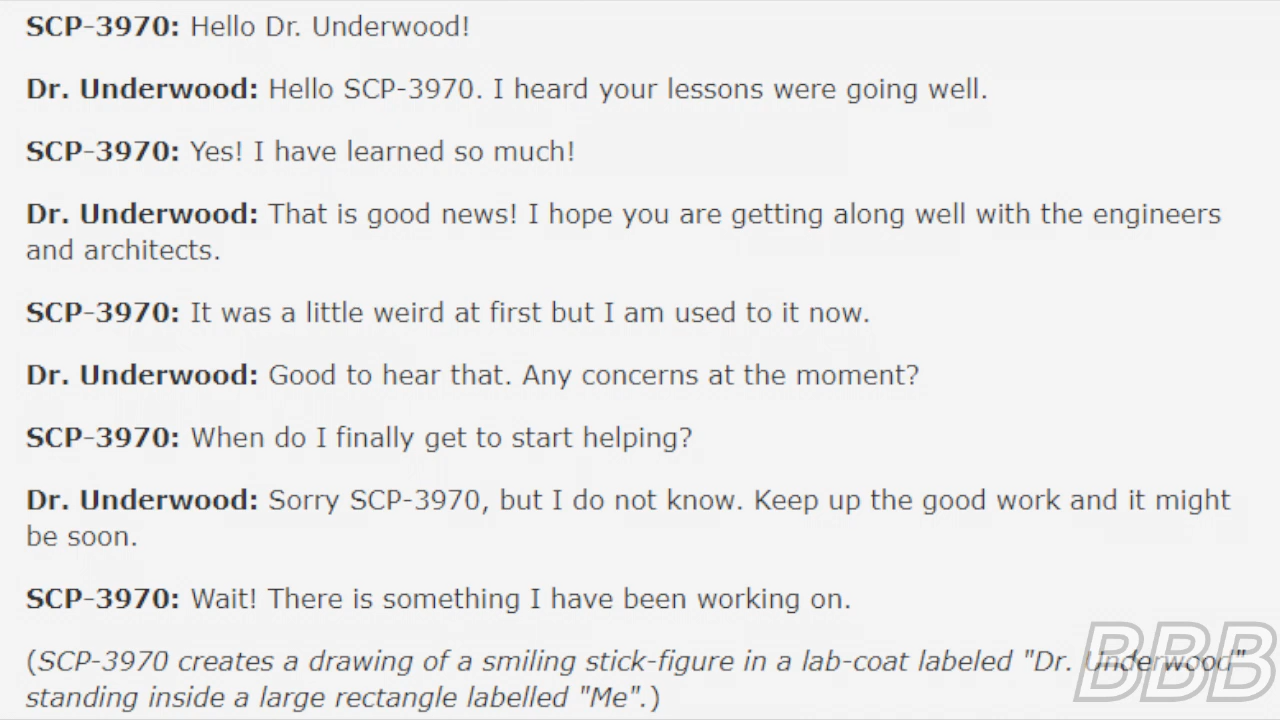 SCP-3970: Hello Dr. Underwood!
Dr. Underwood: Hello SCP-3970. I heard your lessons were going well.
SCP-3970: Yes! I have learned so much!
Dr. Underwood: That is good news! I hope you are getting along well with the engineers
and architects.
SCP-3970: It was a little weird at first but I am used to it now.
Dr. Underwood: Good to hear that. Any concerns at the moment?
SCP-3970: When do I finally get to start helping?
Dr. Underwood: Sorry SCP-3970, but I do not know. Keep up the good work and it might
be soon.
SCP-3970: Wait! There is something I have been working on.
(SCP-3970 creates a drawing of a smiling stick-figure in a lab-coat labeled "Dr. Underwood"
standing inside a large rectangle labelled "Me".)
BBB